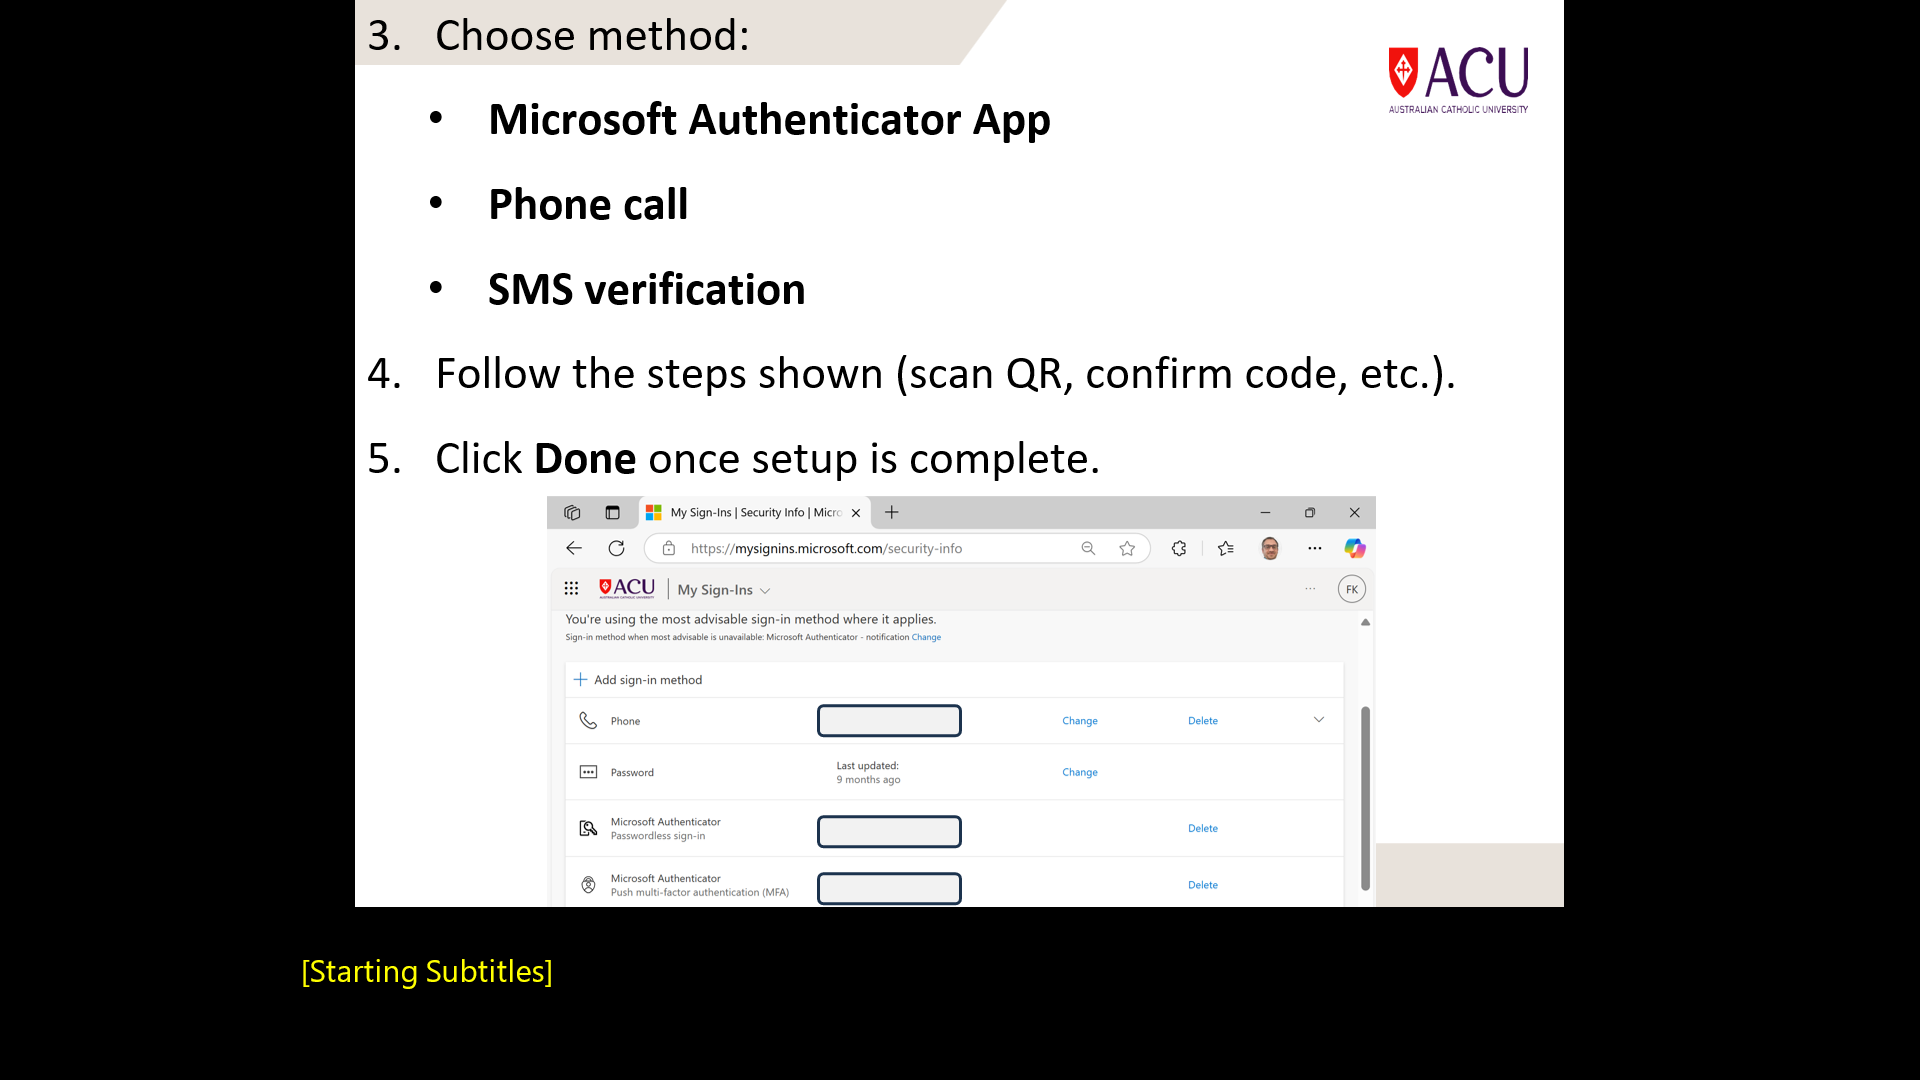 3. Choose method:
ACU
AUSTRALIAN CATHOLIC UNIVERSITY
• Microsoft Authenticator App
• Phone call
• SMS verification
4. Follow the steps shown (scan QR, confirm code, etc.).
5. Click Done once setup is complete.
My Sign-Ins | Security Info | Micro
https://mysignins.microsoft.com/security-info
ACU My Sign-Ins
FK
You're using the most advisable sign-in method where it applies.
Sign-in method when most advisable is unavailable: Microsoft Authenticator - notification Change
Add sign-in method
Phone Change Delete
Password Last updated: 9 months ago Change
Microsoft Authenticator
Passwordless sign-in Delete
Microsoft Authenticator
Push multi-factor authentication (MFA) Delete
[Starting Subtitles]